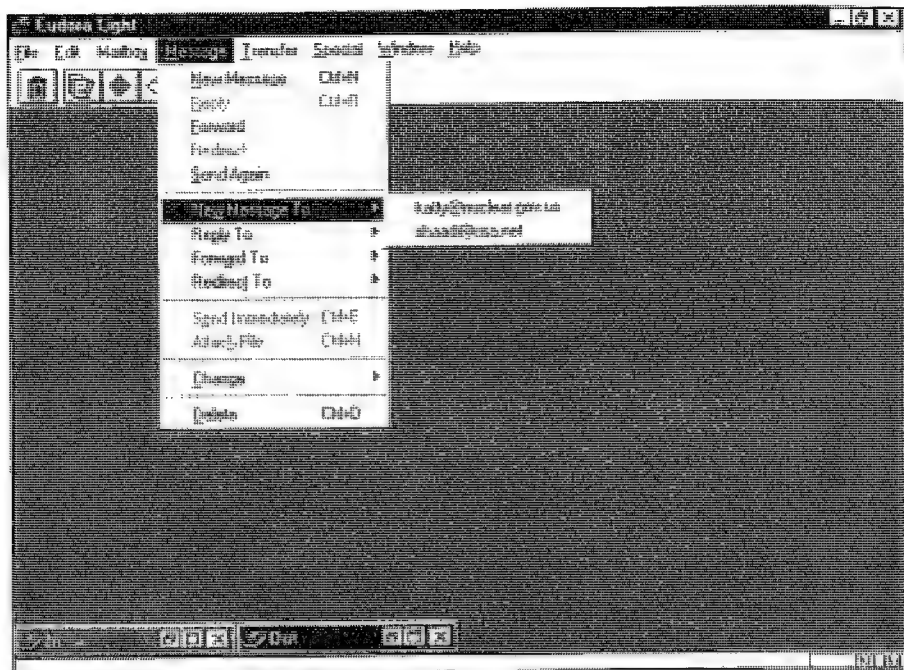 Eudora Light
File Edit Mailbox Message Transfer Special Window Help
New Message Ctrl+N
Reply Ctrl+R
Forward
Redirect
Send Again
New Message To
Reply To
Forward To
Redirect To
Send Immediately Ctrl+E
Attach File Ctrl+H
Change
Delete Ctrl+D
In
Out